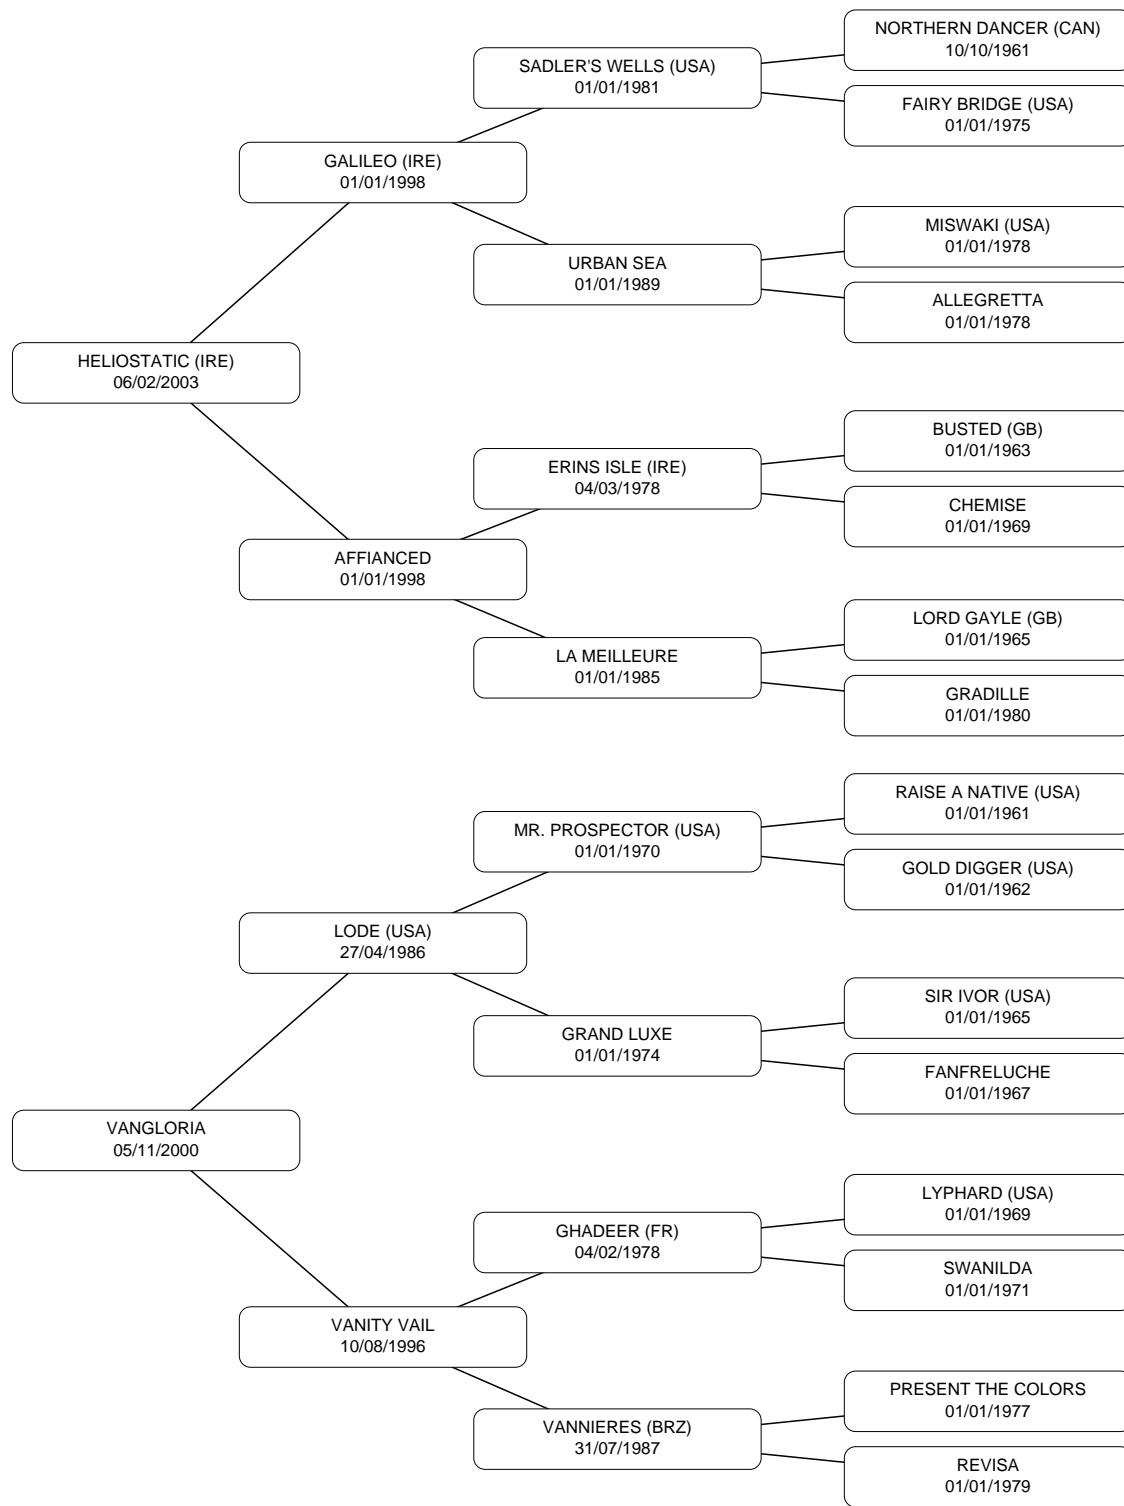 NORTHERN DANCER (CAN)
10/10/1961
SADLER'S WELLS (USA)
01/01/1981
FAIRY BRIDGE (USA)
01/01/1975
GALILEO (IRE)
01/01/1998
MISWAKI (USA)
01/01/1978
URBAN SEA
01/01/1989
ALLEGRETTA
01/01/1978
HELIOSTATIC (IRE)
06/02/2003
BUSTED (GB)
01/01/1963
ERINS ISLE (IRE)
04/03/1978
CHEMISE
01/01/1969
AFFIANCED
01/01/1998
LORD GAYLE (GB)
01/01/1965
LA MEILLEURE
01/01/1985
GRADILLE
01/01/1980
RAISE A NATIVE (USA)
01/01/1961
MR. PROSPECTOR (USA)
01/01/1970
GOLD DIGGER (USA)
01/01/1962
LODE (USA)
27/04/1986
SIR IVOR (USA)
01/01/1965
GRAND LUXE
01/01/1974
FANFRELUCHE
01/01/1967
VANGLORIA
05/11/2000
LYPHARD (USA)
01/01/1969
GHADEER (FR)
04/02/1978
SWANILDA
01/01/1971
VANITY VAIL
10/08/1996
PRESENT THE COLORS
01/01/1977
VANNIERES (BRZ)
31/07/1987
REVISA
01/01/1979